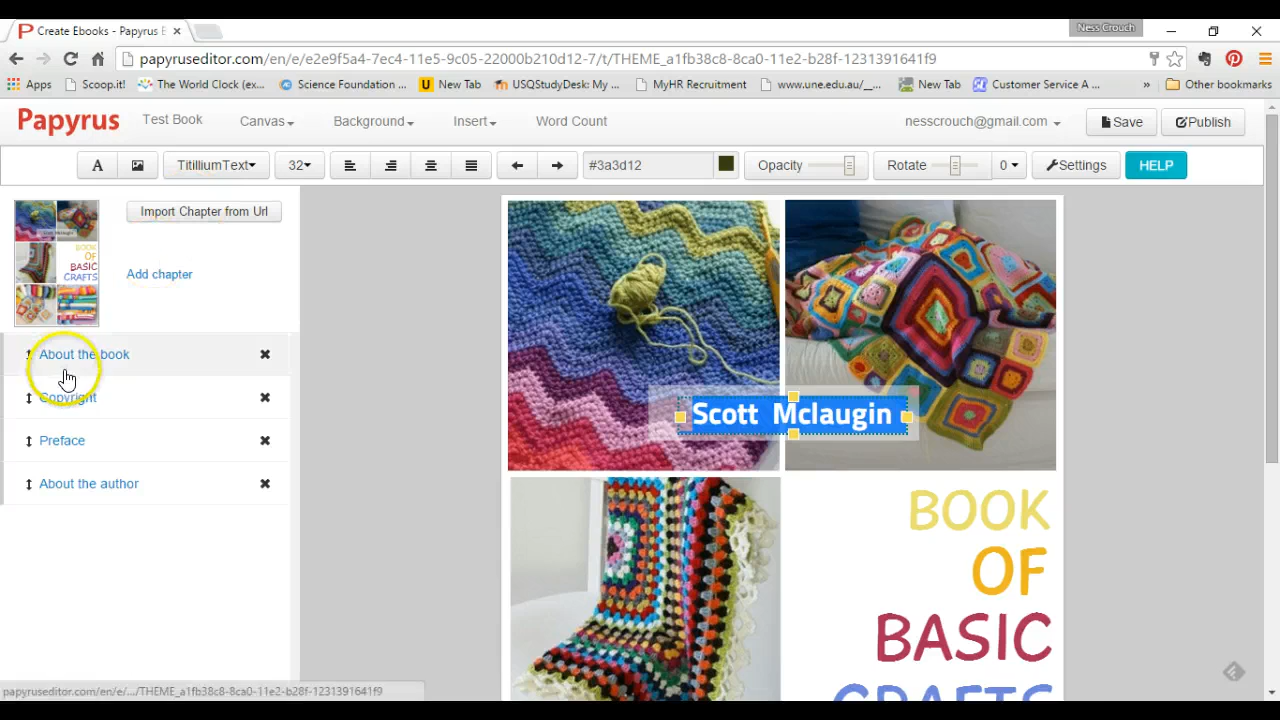 Create Ebooks - Papyrus E
Ness Crouch
papyruseditor.com/en/e/e2e9f5a4-7ec4-11e5-9c05-22000b210d12-7/t/THEME_a1fb38c8-8ca0-11e2-b28f-1231391641f9
Apps Scoop.it! The World Clock (ex... Science Foundation ... New Tab USQStudyDesk: My ... MyHR Recruitment www.une.edu.au/__... New Tab Customer Service A ... » Other bookmarks
Papyrus Test Book Canvas Background Insert Word Count nesscrouch@gmail.com Save Publish
A TitilliumText 32 #3a3d12 Opacity Rotate 0 Settings HELP
Import Chapter from Url
Add chapter
About the book
Copyright
Preface
About the author
Scott Mclaugin
BOOK
OF
BASIC
CRAFTS
papyruseditor.com/en/e/.../THEME_a1fb38c8-8ca0-11e2-b28f-1231391641f9